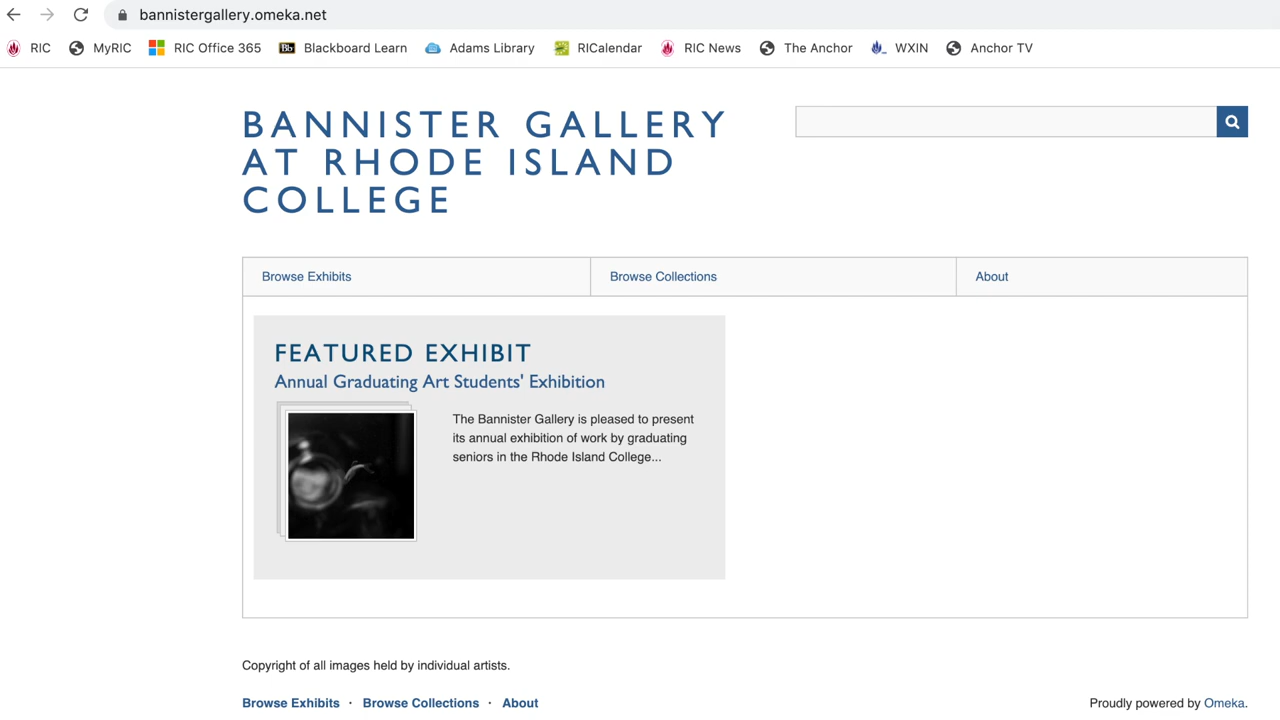 bannistergallery.omeka.net
RIC MyRIC RIC Office 365 Bb Blackboard Learn Adams Library RICalendar RIC News The Anchor WXIN Anchor TV
BANNISTER GALLERY
AT RHODE ISLAND
COLLEGE
Browse Exhibits Browse Collections About
FEATURED EXHIBIT
Annual Graduating Art Students' Exhibition
The Bannister Gallery is pleased to present
its annual exhibition of work by graduating
seniors in the Rhode Island College...
Copyright of all images held by individual artists.
Browse Exhibits · Browse Collections · About Proudly powered by Omeka.